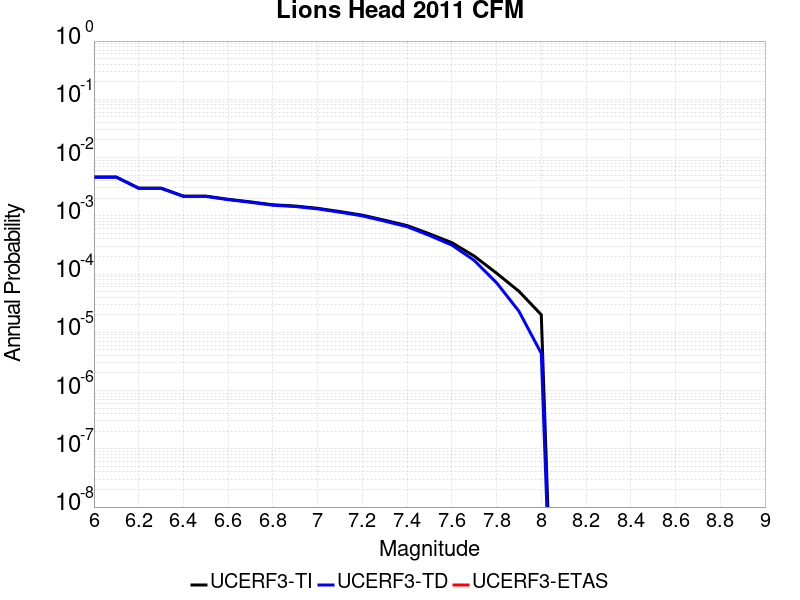 Lions Head 2011 CFM
10^0
10^-1
10^-2
10^-3
10^-4
10^-5
10^-6
10^-7
10^-8
Annual Probability
6 6.2 6.4 6.6 6.8 7 7.2 7.4 7.6 7.8 8 8.2 8.4 8.6 8.8 9
Magnitude
UCERF3-TI UCERF3-TD UCERF3-ETAS